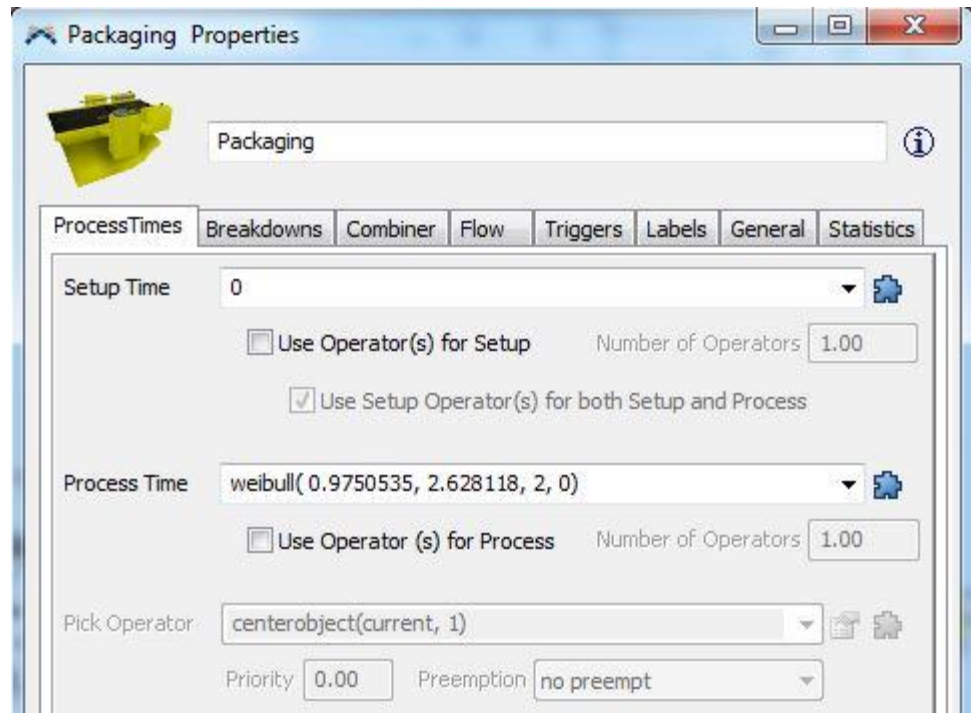 Packaging Properties
Packaging
ProcessTimes Breakdowns Combiner Flow Triggers Labels General Statistics
Setup Time 0
Use Operator(s) for Setup Number of Operators 1.00
Use Setup Operator(s) for both Setup and Process
Process Time weibull( 0.9750535, 2.628118, 2, 0)
Use Operator (s) for Process Number of Operators 1.00
Pick Operator centerobject(current, 1)
Priority 0.00 Preemption no preempt